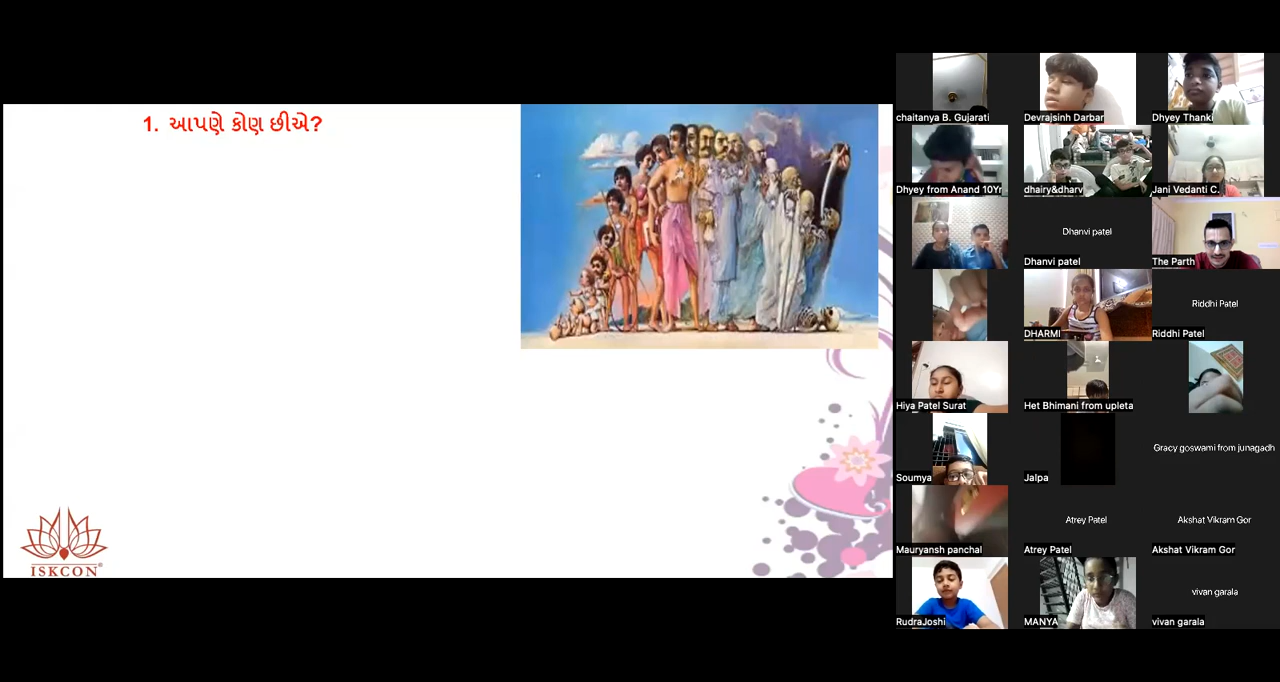 1. આપણે કોણ છીએ?
ISKCON®
chaitanya B. Gujarati
Devrajsinh Darbar
Dhyey Thanki
Dhyey from Anand 10Yr
dhairy&dharv
Jani Vedanti C.
Dhanvi patel
Dhanvi patel
The Parth
DHARMI
Riddhi Patel
Riddhi Patel
Hiya Patel Surat
Het Bhimani from upleta
Soumya
Jalpa
Gracy goswami from junagadh
Mauryansh panchal
Atrey Patel
Atrey Patel
Akshat Vikram Gor
Akshat Vikram Gor
RudraJoshi
MANYA
vivan garala
vivan garala